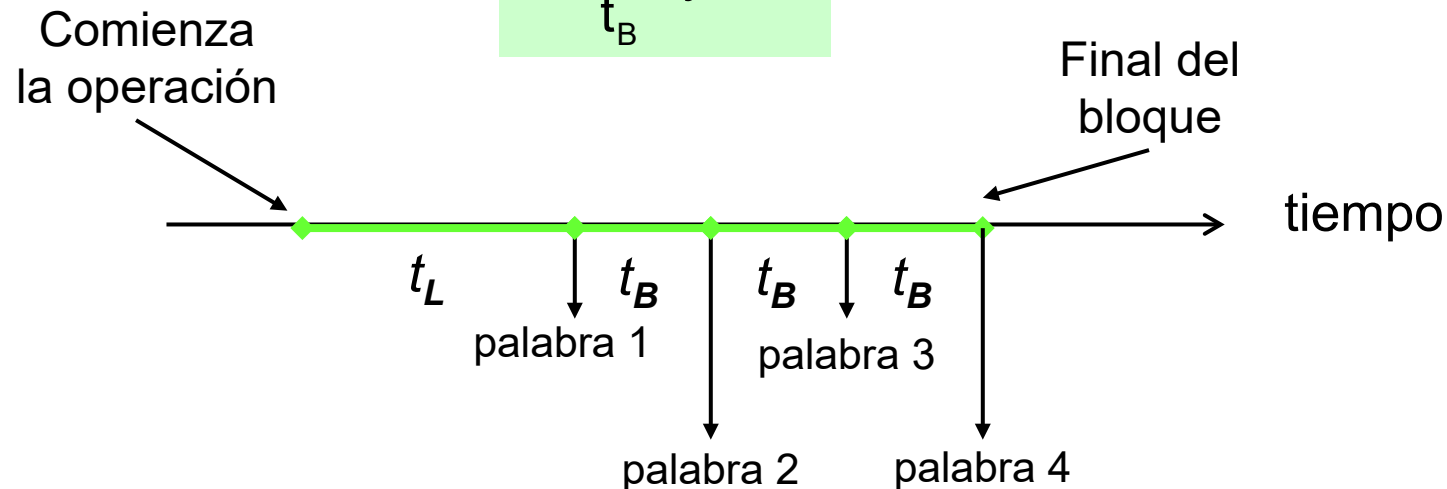 t_B
Comienza
la operación
Final del
bloque
tiempo
t_L
t_B
t_B
t_B
palabra 1
palabra 3
palabra 2
palabra 4